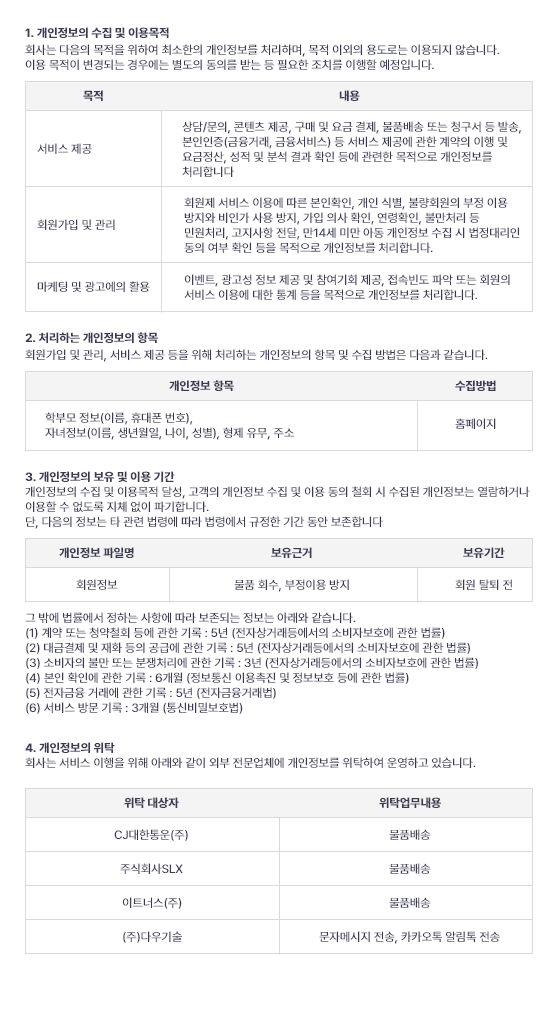 1. 개인정보의 수집 및 이용목적
회사는 다음의 목적을 위하여 최소한의 개인정보를 처리하며, 목적 이외의 용도로는 이용되지 않습니다.
이용 목적이 변경되는 경우에는 별도의 동의를 받는 등 필요한 조치를 이행할 예정입니다.
목적 내용
서비스 제공
상담/문의, 콘텐츠 제공, 구매 및 요금 결제, 물품배송 또는 청구서 등 발송,
본인인증(금융거래, 금융서비스) 등 서비스 제공에 관한 계약의 이행 및
요금정산, 성적 및 분석 결과 확인 등에 관련한 목적으로 개인정보를
처리합니다
회원가입 및 관리
회원제 서비스 이용에 따른 본인확인, 개인 식별, 불량회원의 부정 이용
방지와 비인가 사용 방지, 가입 의사 확인, 연령확인, 불만처리 등
민원처리, 고지사항 전달, 만14세 미만 아동 개인정보 수집 시 법정대리인
동의 여부 확인 등을 목적으로 개인정보를 처리합니다.
마케팅 및 광고에의 활용
이벤트, 광고성 정보 제공 및 참여기회 제공, 접속빈도 파악 또는 회원의
서비스 이용에 대한 통계 등을 목적으로 개인정보를 처리합니다.
2. 처리하는 개인정보의 항목
회원가입 및 관리, 서비스 제공 등을 위해 처리하는 개인정보의 항목 및 수집 방법은 다음과 같습니다.
개인정보 항목 수집방법
학부모 정보(이름, 휴대폰 번호),
자녀정보(이름, 생년월일, 나이, 성별), 형제 유무, 주소
홈페이지
3. 개인정보의 보유 및 이용 기간
개인정보의 수집 및 이용목적 달성, 고객의 개인정보 수집 및 이용 동의 철회 시 수집된 개인정보는 열람하거나
이용할 수 없도록 지체 없이 파기합니다.
단, 다음의 정보는 타 관련 법령에 따라 법령에서 규정한 기간 동안 보존합니다
개인정보 파일명 보유근거 보유기간
회원정보 물품 회수, 부정이용 방지 회원 탈퇴 전
그 밖에 법률에서 정하는 사항에 따라 보존되는 정보는 아래와 같습니다.
(1) 계약 또는 청약철회 등에 관한 기록 : 5년 (전자상거래등에서의 소비자보호에 관한 법률)
(2) 대금결제 및 재화 등의 공급에 관한 기록 : 5년 (전자상거래등에서의 소비자보호에 관한 법률)
(3) 소비자의 불만 또는 분쟁처리에 관한 기록 : 3년 (전자상거래등에서의 소비자보호에 관한 법률)
(4) 본인 확인에 관한 기록 : 6개월 (정보통신 이용촉진 및 정보보호 등에 관한 법률)
(5) 전자금융 거래에 관한 기록 : 5년 (전자금융거래법)
(6) 서비스 방문 기록 : 3개월 (통신비밀보호법)
4. 개인정보의 위탁
회사는 서비스 이행을 위해 아래와 같이 외부 전문업체에 개인정보를 위탁하여 운영하고 있습니다.
위탁 대상자 위탁업무내용
CJ대한통운(주) 물품배송
주식회사SLX 물품배송
이트너스(주) 물품배송
(주)다우기술 문자메시지 전송, 카카오톡 알림톡 전송